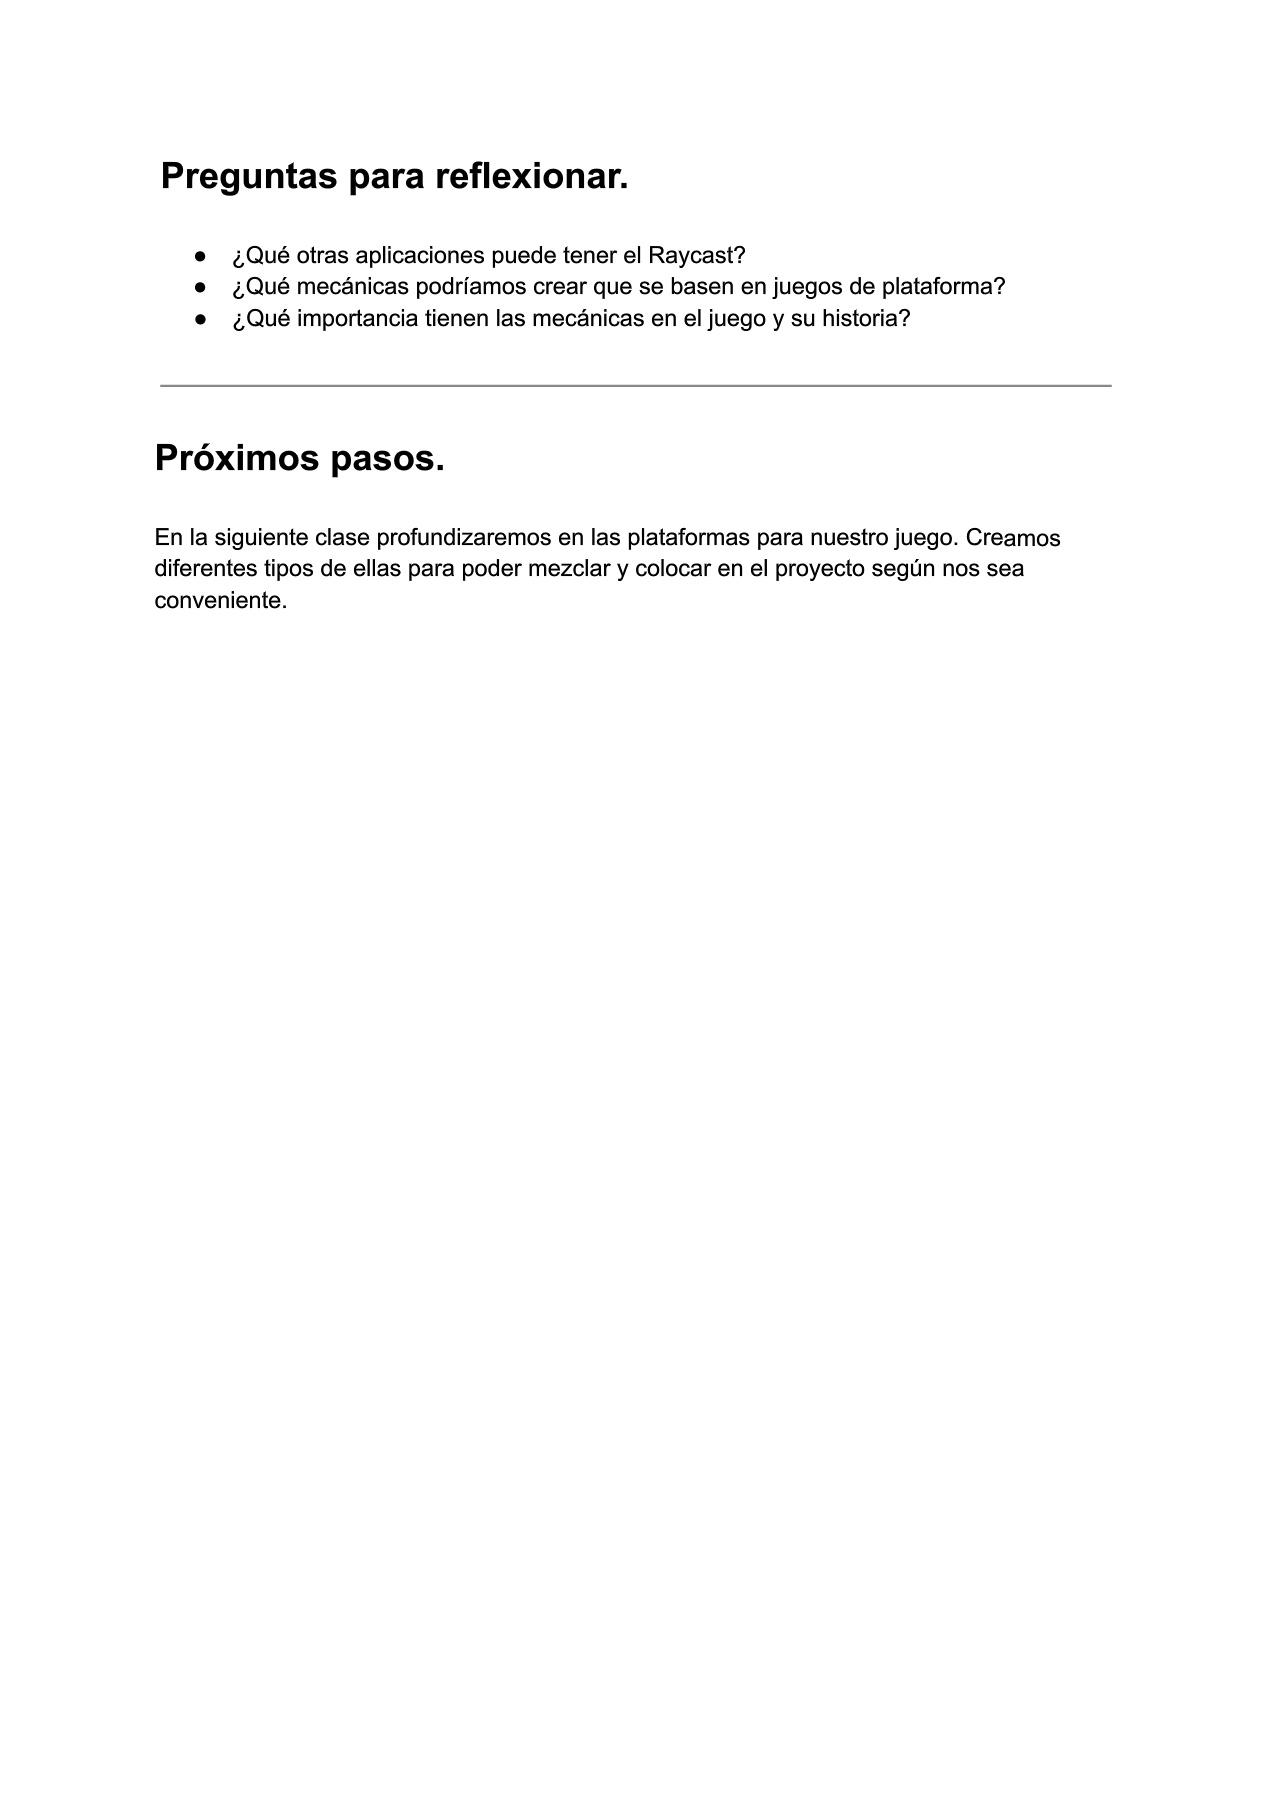 Preguntas para reflexionar.
● ¿Qué otras aplicaciones puede tener el Raycast?
● ¿Qué mecánicas podríamos crear que se basen en juegos de plataforma?
● ¿Qué importancia tienen las mecánicas en el juego y su historia?
Próximos pasos.
En la siguiente clase profundizaremos en las plataformas para nuestro juego. Creamos
diferentes tipos de ellas para poder mezclar y colocar en el proyecto según nos sea
conveniente.